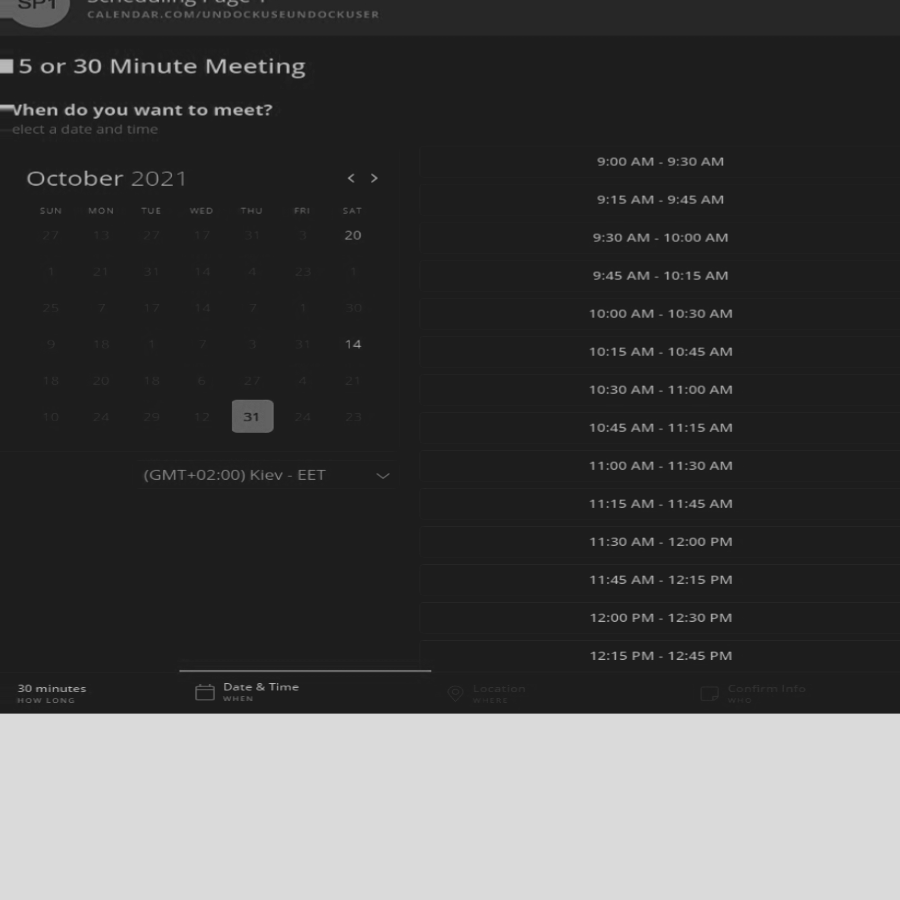 SP1
Scheduling Page 1
CALENDAR.COM/UNDOCKUSEUNDOCKUSER
5 or 30 Minute Meeting
When do you want to meet?
elect a date and time
October 2021 < >
SUN MON TUE WED THU FRI SAT
27 13 27 17 31 3 20
1 21 31 14 4 23 1
25 7 17 14 7 1 30
9 18 1 7 3 31 14
18 20 18 6 27 4 21
10 24 29 12 31 24 23
(GMT+02:00) Kiev - EET
9:00 AM - 9:30 AM
9:15 AM - 9:45 AM
9:30 AM - 10:00 AM
9:45 AM - 10:15 AM
10:00 AM - 10:30 AM
10:15 AM - 10:45 AM
10:30 AM - 11:00 AM
10:45 AM - 11:15 AM
11:00 AM - 11:30 AM
11:15 AM - 11:45 AM
11:30 AM - 12:00 PM
11:45 AM - 12:15 PM
12:00 PM - 12:30 PM
12:15 PM - 12:45 PM
30 minutes
HOW LONG
Date & Time
WHEN
Location
WHERE
Confirm Info
WHO